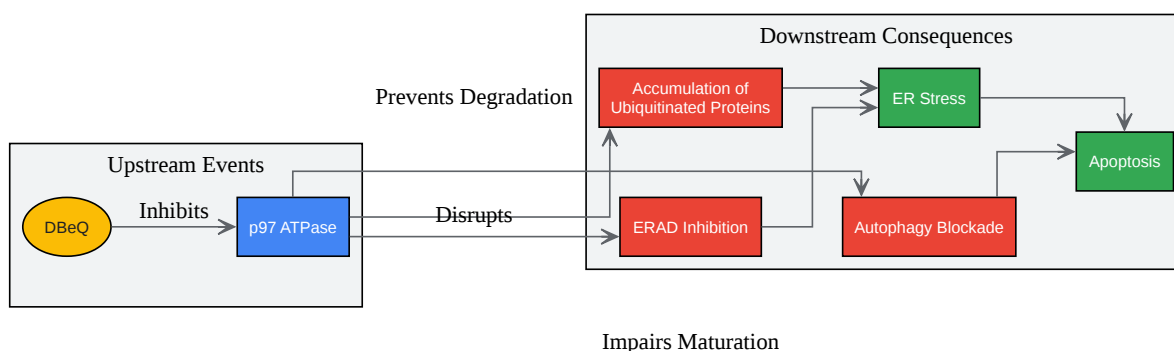 Downstream Consequences
Accumulation of
Ubiquitinated Proteins
ER Stress
Prevents Degradation
Apoptosis
Upstream Events
DBeQ
Inhibits
p97 ATPase
Disrupts
ERAD Inhibition
Autophagy Blockade
Impairs Maturation